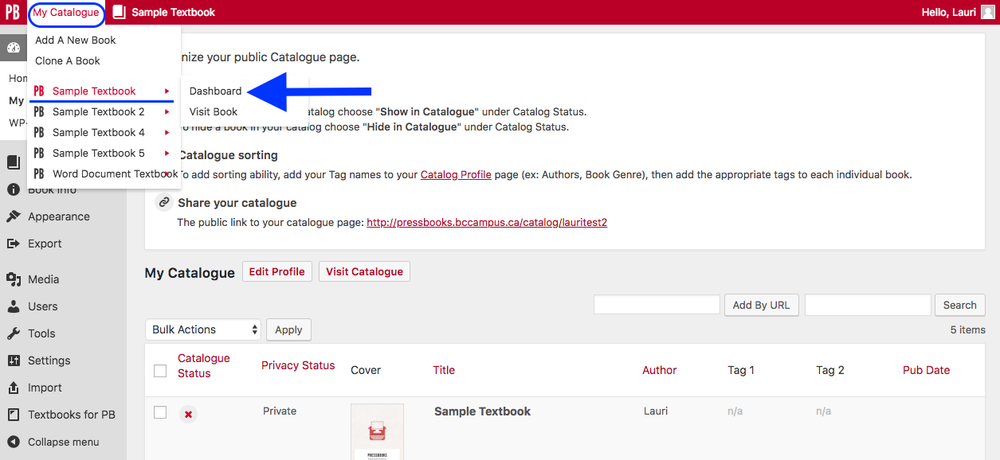 PB My Catalogue Sample Textbook Hello, Lauri
Add A New Book
Clone A Book
PB Sample Textbook
PB Sample Textbook 2
PB Sample Textbook 4
PB Sample Textbook 5
PB Word Document Textbook
Dashboard
Visit Book
Hom
My
WP-
Book Info
Appearance
Export
Media
Users
Tools
Settings
Import
Textbooks for PB
Collapse menu
nize your public Catalogue page.
atalog choose "Show in Catalogue" under Catalog Status.
o hide a book in your catalog choose "Hide in Catalogue" under Catalog Status.
Catalogue sorting
To add sorting ability, add your Tag names to your Catalog Profile page (ex: Authors, Book Genre), then add the appropriate tags to each individual book.
Share your catalogue
The public link to your catalogue page: http://pressbooks.bccampus.ca/catalog/lauritest2
My Catalogue Edit Profile Visit Catalogue
Add By URL Search
Bulk Actions Apply 5 items
Catalogue Status Privacy Status Cover Title Author Tag 1 Tag 2 Pub Date
Private Sample Textbook Lauri n/a n/a
PRESSBOOKS